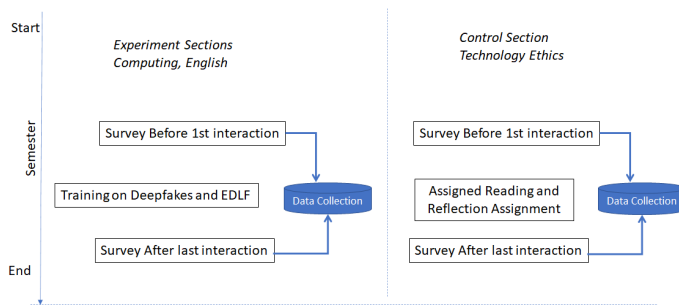 Start
Experiment Sections
Computing, English
Control Section
Technology Ethics
Semester
Survey Before 1st interaction
Survey Before 1st interaction
Training on Deepfakes and EDLF
Data Collection
Assigned Reading and
Reflection Assignment
Data Collection
Survey After last interaction
Survey After last interaction
End